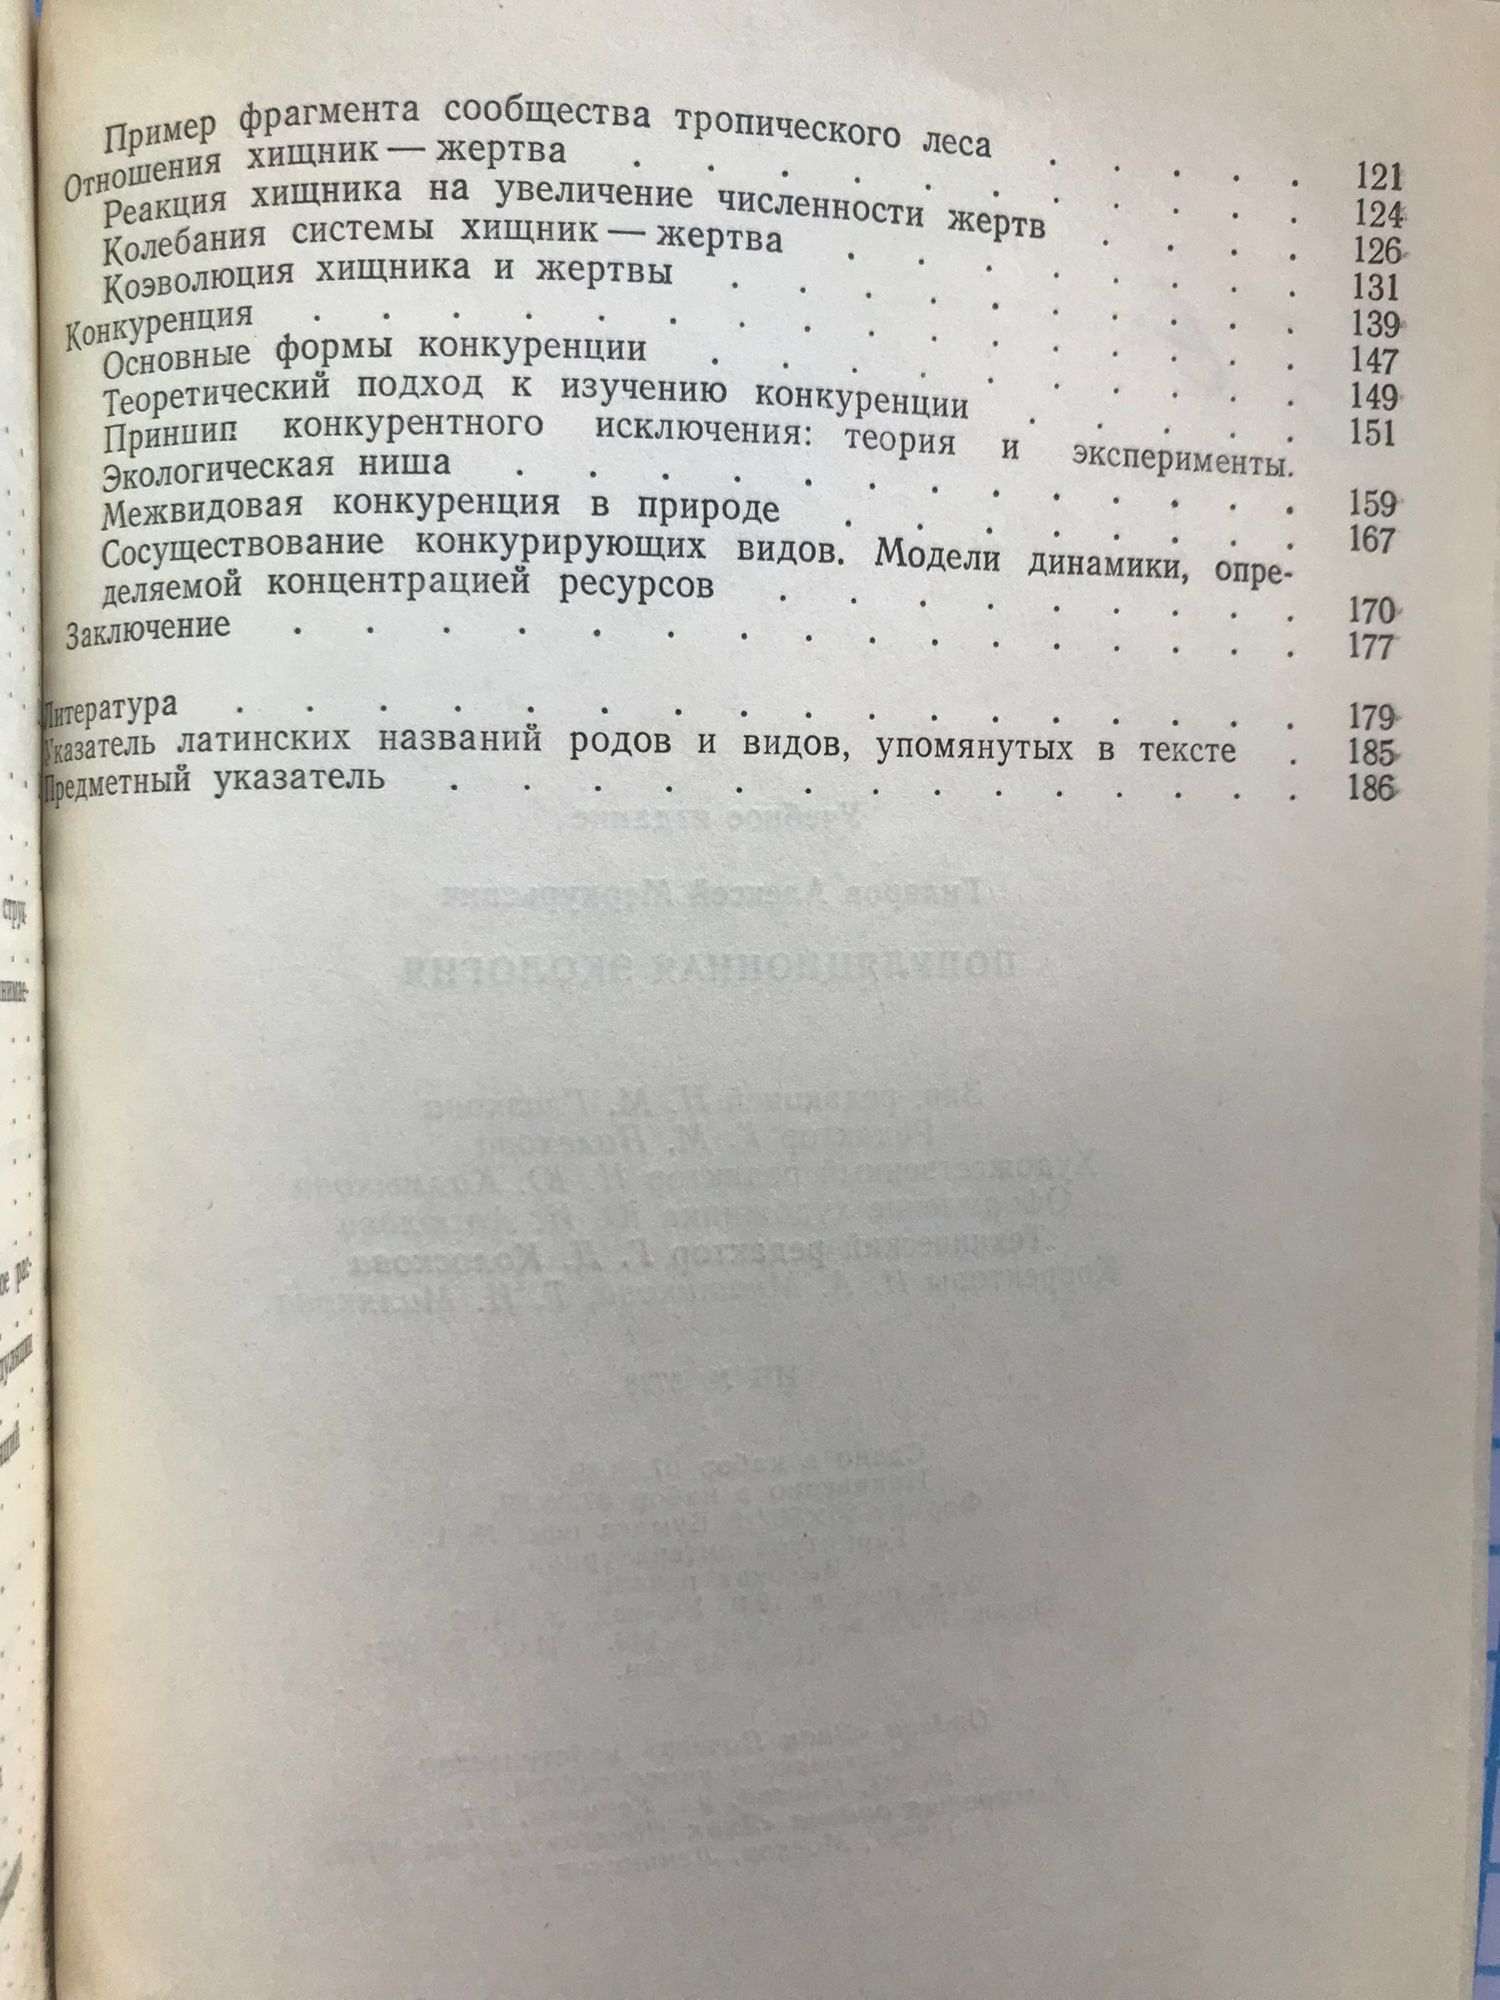 Пример фрагмента сообщества тропического леса . . . . . 121
Отношения хищник — жертва . . . . . . . . . . 124
Реакция хищника на увеличение численности жертв . . . . 126
Колебания системы хищник — жертва . . . . . . . 131
Коэволюция хищника и жертвы . . . . . . . . . 139
Конкуренция . . . . . . . . . . . . . . 147
Основные формы конкуренции . . . . . . . . . 149
Теоретический подход к изучению конкуренции . . . . . 151
Принцип конкурентного исключения: теория и эксперименты.
Экологическая ниша . . . . . . . . . . . . 159
Межвидовая конкуренция в природе . . . . . . . 167
Сосуществование конкурирующих видов. Модели динамики, опре-
деляемой концентрацией ресурсов . . . . . . . . 170
Заключение . . . . . . . . . . . . . . 177
Литература . . . . . . . . . . . . . . . 179
Указатель латинских названий родов и видов, упомянутых в тексте . 185
Предметный указатель . . . . . . . . . . . . 186